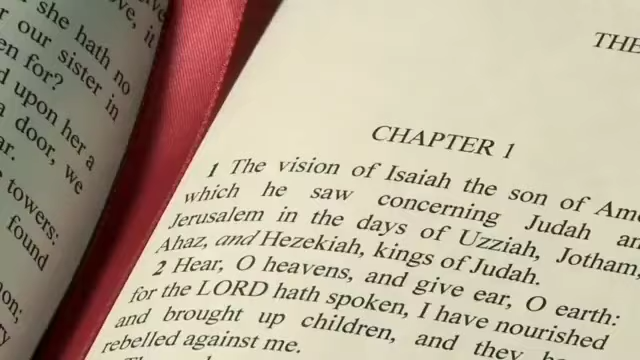 she hath no
our sister in
for?
upon her a
door, we
towers:
found
THE
CHAPTER 1
1 The vision of Isaiah the son of
which he saw concerning Judah
Jerusalem in the days of Uzziah, Jotham,
Ahaz, and Hezekiah, kings of Judah.
2 Hear, O heavens, and give ear, O earth:
for the LORD hath spoken, I have nourished
and brought up children, and they
rebelled against me.